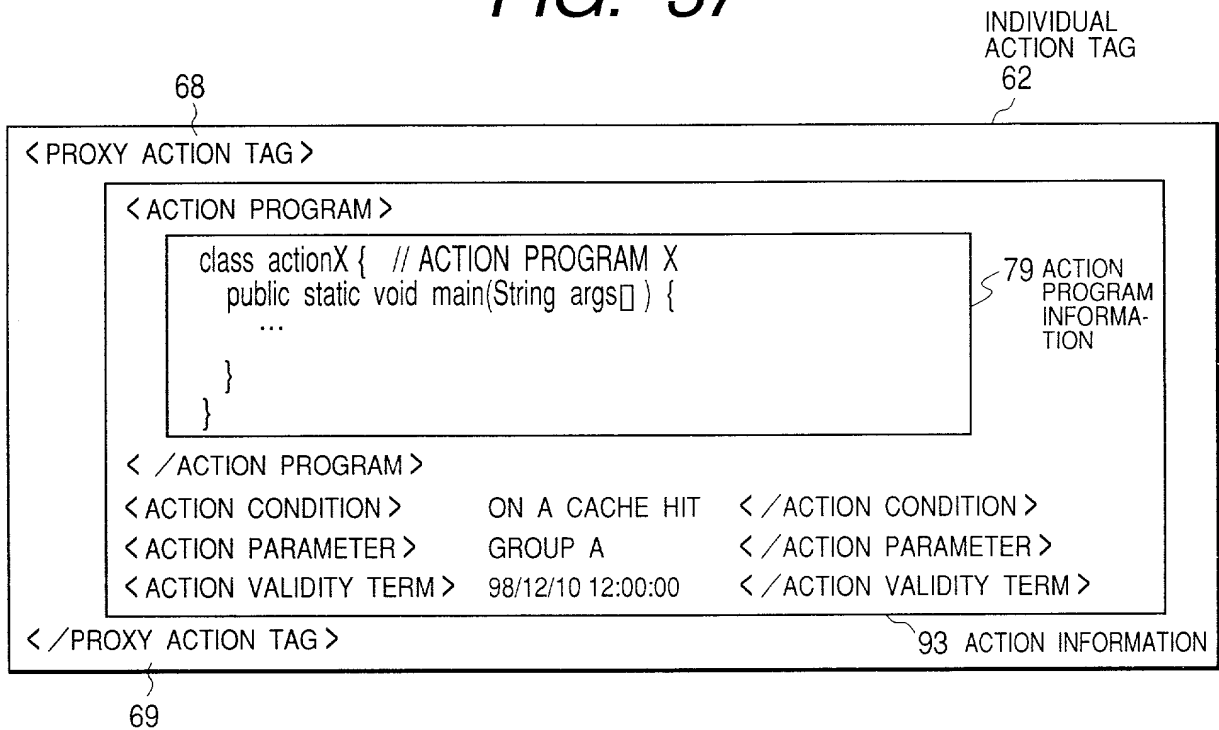 FIG. 37
INDIVIDUAL
ACTION TAG
62
68
<PROXY ACTION TAG>
<ACTION PROGRAM>
class actionX { // ACTION PROGRAM X
public static void main(String args[] ) {
...
}
}
79 ACTION
PROGRAM
INFORMA-
TION
</ACTION PROGRAM>
<ACTION CONDITION> ON A CACHE HIT </ACTION CONDITION>
<ACTION PARAMETER> GROUP A </ACTION PARAMETER>
<ACTION VALIDITY TERM> 98/12/10 12:00:00 </ACTION VALIDITY TERM>
</PROXY ACTION TAG>
93 ACTION INFORMATION
69